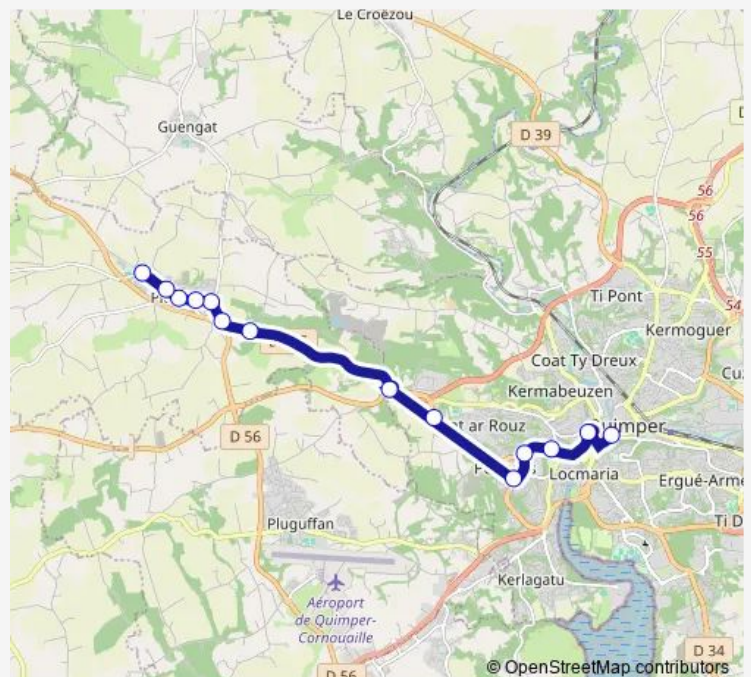 Le Croëzou
D 39
Guengat
56
56
55
54
Ti Pont
Kermoguer
Coat Ty Dreux
Kermabeuzen
Quimper
D 56
Locmaria
Ergué-Arme
Pluguffan
Ti D
Kerlagatu
Aéroport
de Quimper-
Cornouaille
D 34
D 56
© OpenStreetMap contributors